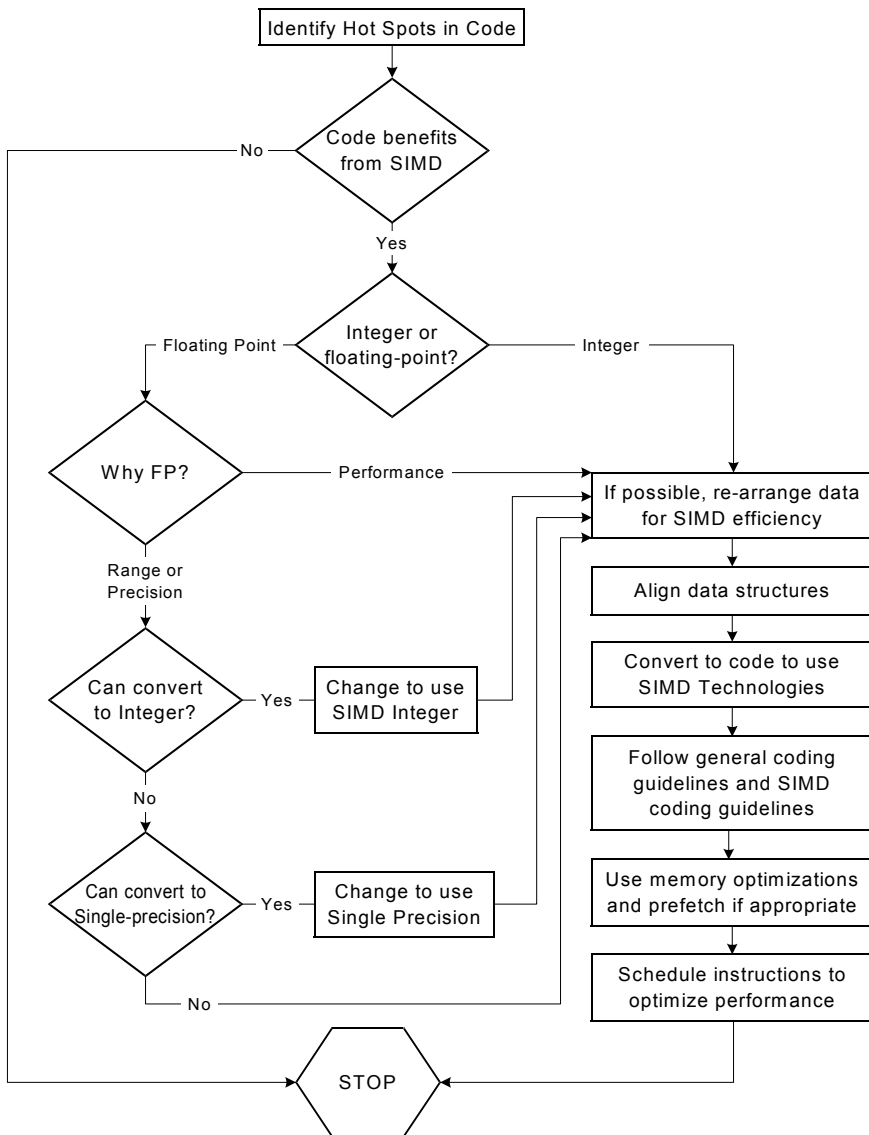 Identify Hot Spots in Code
Code benefits
from SIMD
No
Yes
Integer or
floating-point?
Floating Point
Integer
Why FP?
Performance
If possible, re-arrange data
for SIMD efficiency
Range or
Precision
Align data structures
Can convert
to Integer?
Yes
Change to use
SIMD Integer
Convert to code to use
SIMD Technologies
No
Follow general coding
guidelines and SIMD
coding guidelines
Can convert to
Single-precision?
Yes
Change to use
Single Precision
Use memory optimizations
and prefetch if appropriate
No
Schedule instructions to
optimize performance
STOP